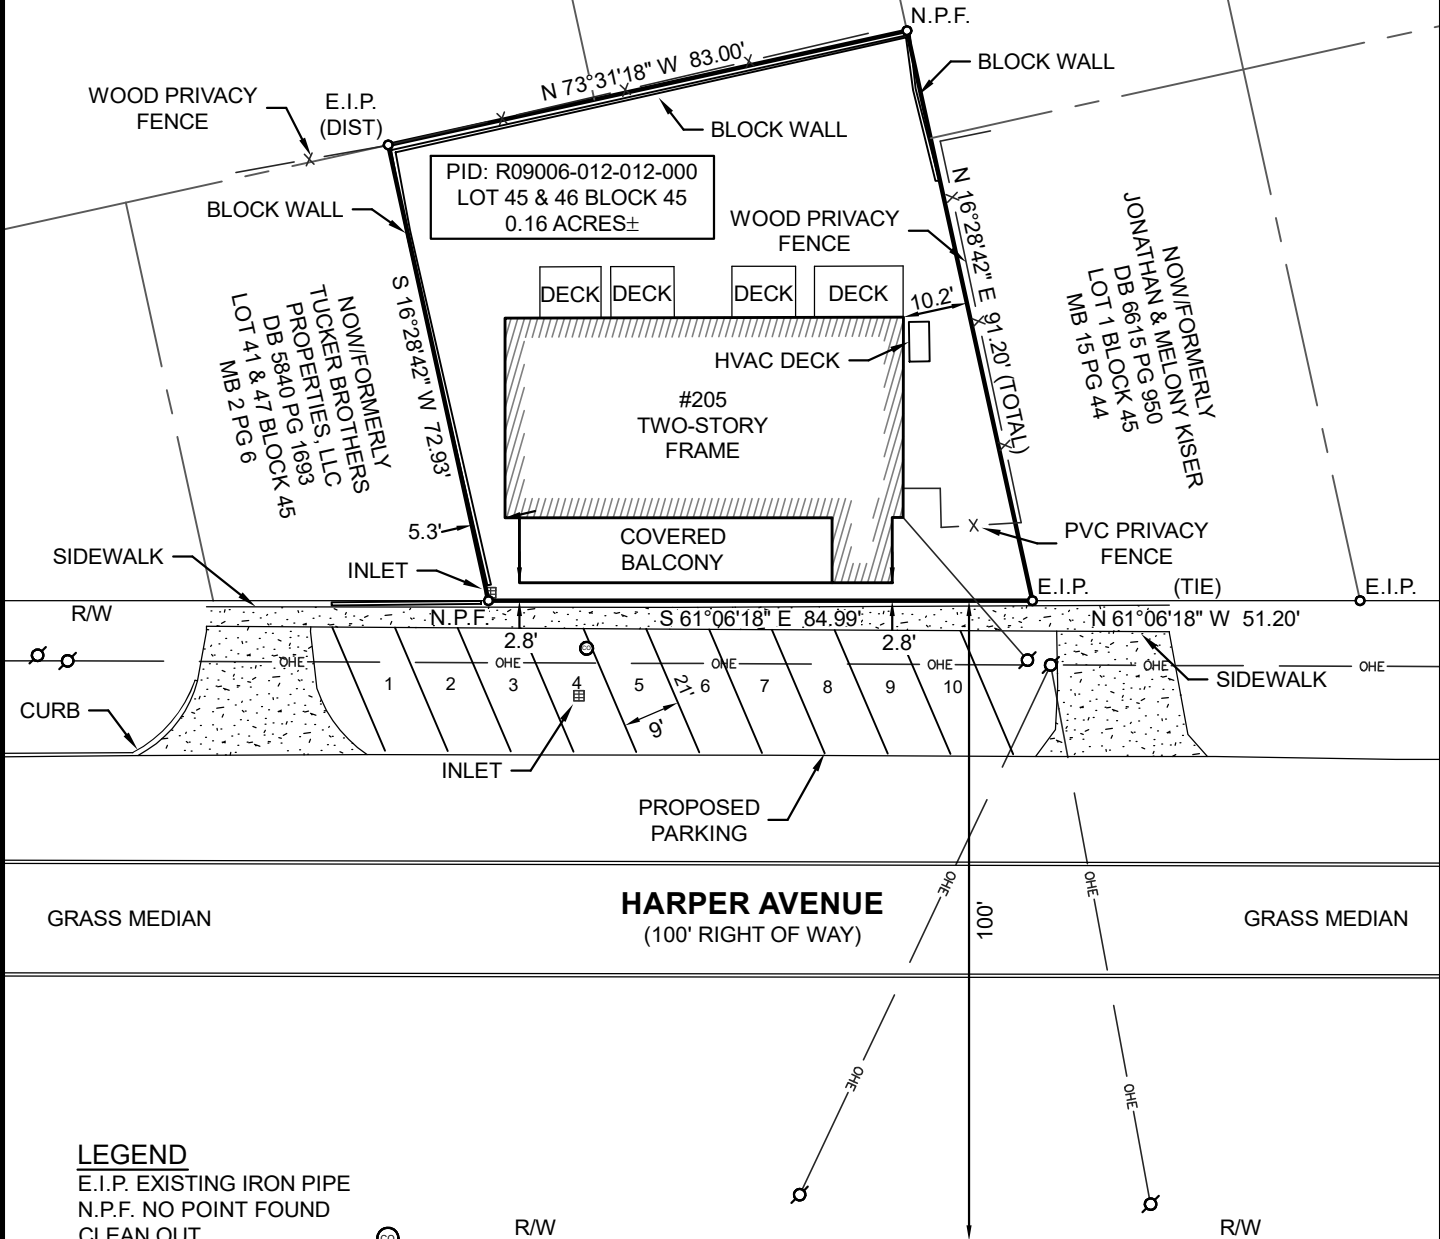 N.P.F.
N 73°31'18" W 83.00'
BLOCK WALL
WOOD PRIVACY
FENCE
E.I.P.
(DIST)
BLOCK WALL
PID: R09006-012-012-000
LOT 45 & 46 BLOCK 45
0.16 ACRES±
BLOCK WALL
WOOD PRIVACY
FENCE
N 16°28'42" E 91.20' (TOTAL)
NOW/FORMERLY
JONATHAN & MELONY KISER
DB 6615 PG 950
LOT 1 BLOCK 45
MB 15 PG 44
S 16°28'42" W 72.93'
NOW/FORMERLY
TUCKER BROTHERS
PROPERTIES, LLC
DB 5840 PG 1693
LOT 41 & 47 BLOCK 45
MB 2 PG 6
DECK
DECK
DECK
DECK
10.2'
HVAC DECK
#205
TWO-STORY
FRAME
5.3'
COVERED
BALCONY
PVC PRIVACY
FENCE
SIDEWALK
INLET
E.I.P.
(TIE)
E.I.P.
R/W
N.P.F.
S 61°06'18" E 84.99'
N 61°06'18" W 51.20'
2.8'
2.8'
OHE
OHE
OHE
OHE
OHE
OHE
CO
1
2
3
4
5
6
7
8
9
10
21'
9'
SIDEWALK
CURB
INLET
PROPOSED
PARKING
OHE
OHE
HARPER AVENUE
(100' RIGHT OF WAY)
GRASS MEDIAN
GRASS MEDIAN
100'
OHE
OHE
LEGEND
E.I.P. EXISTING IRON PIPE
N.P.F. NO POINT FOUND
CLEAN OUT
CO
R/W
R/W